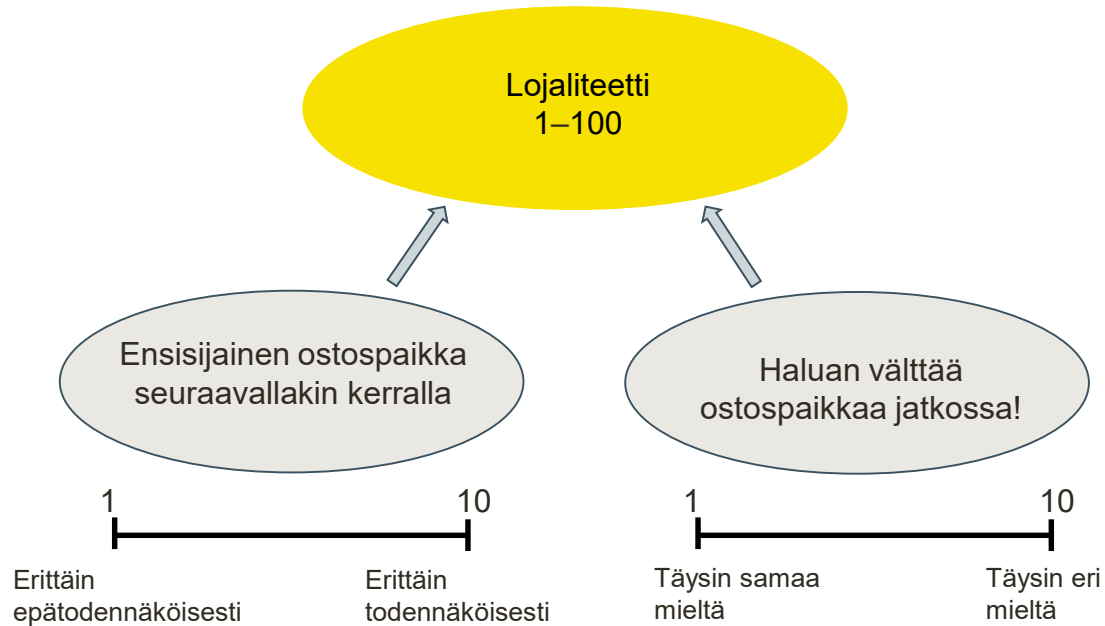 Lojaliteetti
1–100
Ensisijainen ostospaikka
seuraavallakin kerralla
Haluan välttää
ostospaikkaa jatkossa!
1
10
1
10
Erittäin
epätodennäköisesti
Erittäin
todennäköisesti
Täysin samaa
mieltä
Täysin eri
mieltä